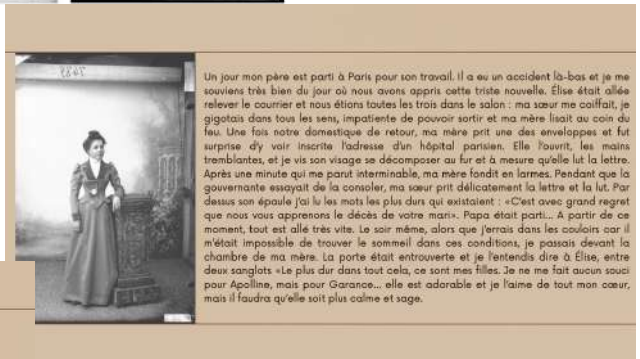 Un jour mon père est parti à Paris pour son travail. Il a eu un accident là-bas et je me
souviens très bien du jour où nous avons appris cette triste nouvelle. Élise était allée
relever le courrier et nous étions toutes les trois dans le salon : ma sœur me coiffait, je
gigotais dans tous les sens, impatiente de pouvoir sortir et ma mère lisait au coin du
feu. Une fois notre domestique de retour, ma mère prit une des enveloppes et fut
surprise d'y voir inscrite l'adresse d'un hôpital parisien. Elle l'ouvrit, les mains
tremblantes, et je vis son visage se décomposer au fur et à mesure qu'elle lut la lettre.
Après une minute qui me parut interminable, ma mère fondit en larmes. Pendant que la
gouvernante essayait de la consoler, ma sœur prit délicatement la lettre et la lut. Par
dessus son épaule j'ai lu les mots les plus durs qui existaient : «C'est avec grand regret
que nous vous apprenons le décès de votre mari». Papa était parti... A partir de ce
moment, tout est allé très vite. Le soir même, alors que j'errais dans les couloirs car il
m'était impossible de trouver le sommeil dans ces conditions, je passais devant la
chambre de ma mère. La porte était entrouverte et je l'entendis dire à Élise, entre
deux sanglots «Le plus dur dans tout cela, ce sont mes filles. Je ne me fait aucun souci
pour Apolline, mais pour Garance... elle est adorable et je l'aime de tout mon cœur,
mais il faudra qu'elle soit plus calme et sage.